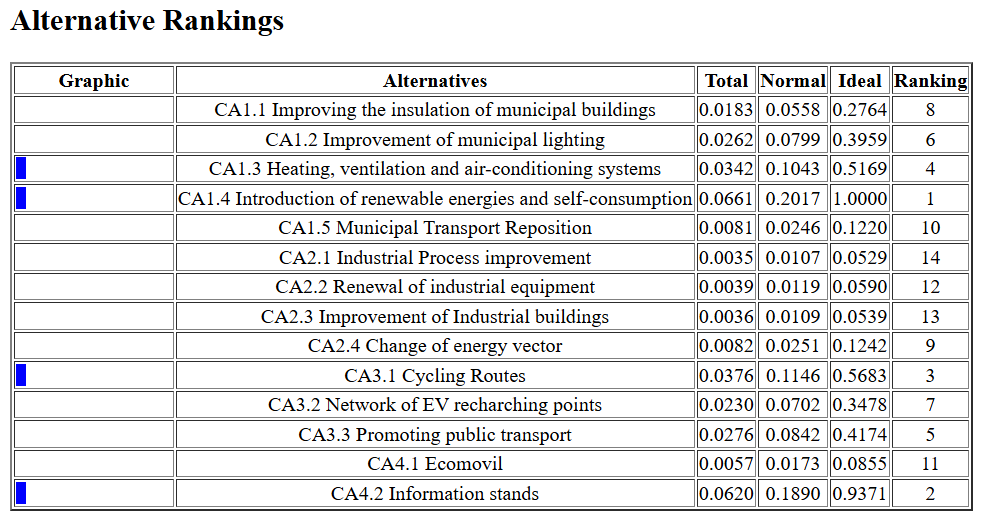 Alternative Rankings
Graphic Alternatives Total Normal Ideal Ranking
CA1.1 Improving the insulation of municipal buildings 0.0183 0.0558 0.2764 8
CA1.2 Improvement of municipal lighting 0.0262 0.0799 0.3959 6
CA1.3 Heating, ventilation and air-conditioning systems 0.0342 0.1043 0.5169 4
CA1.4 Introduction of renewable energies and self-consumption 0.0661 0.2017 1.0000 1
CA1.5 Municipal Transport Reposition 0.0081 0.0246 0.1220 10
CA2.1 Industrial Process improvement 0.0035 0.0107 0.0529 14
CA2.2 Renewal of industrial equipment 0.0039 0.0119 0.0590 12
CA2.3 Improvement of Industrial buildings 0.0036 0.0109 0.0539 13
CA2.4 Change of energy vector 0.0082 0.0251 0.1242 9
CA3.1 Cycling Routes 0.0376 0.1146 0.5683 3
CA3.2 Network of EV recharching points 0.0230 0.0702 0.3478 7
CA3.3 Promoting public transport 0.0276 0.0842 0.4174 5
CA4.1 Ecomovil 0.0057 0.0173 0.0855 11
CA4.2 Information stands 0.0620 0.1890 0.9371 2